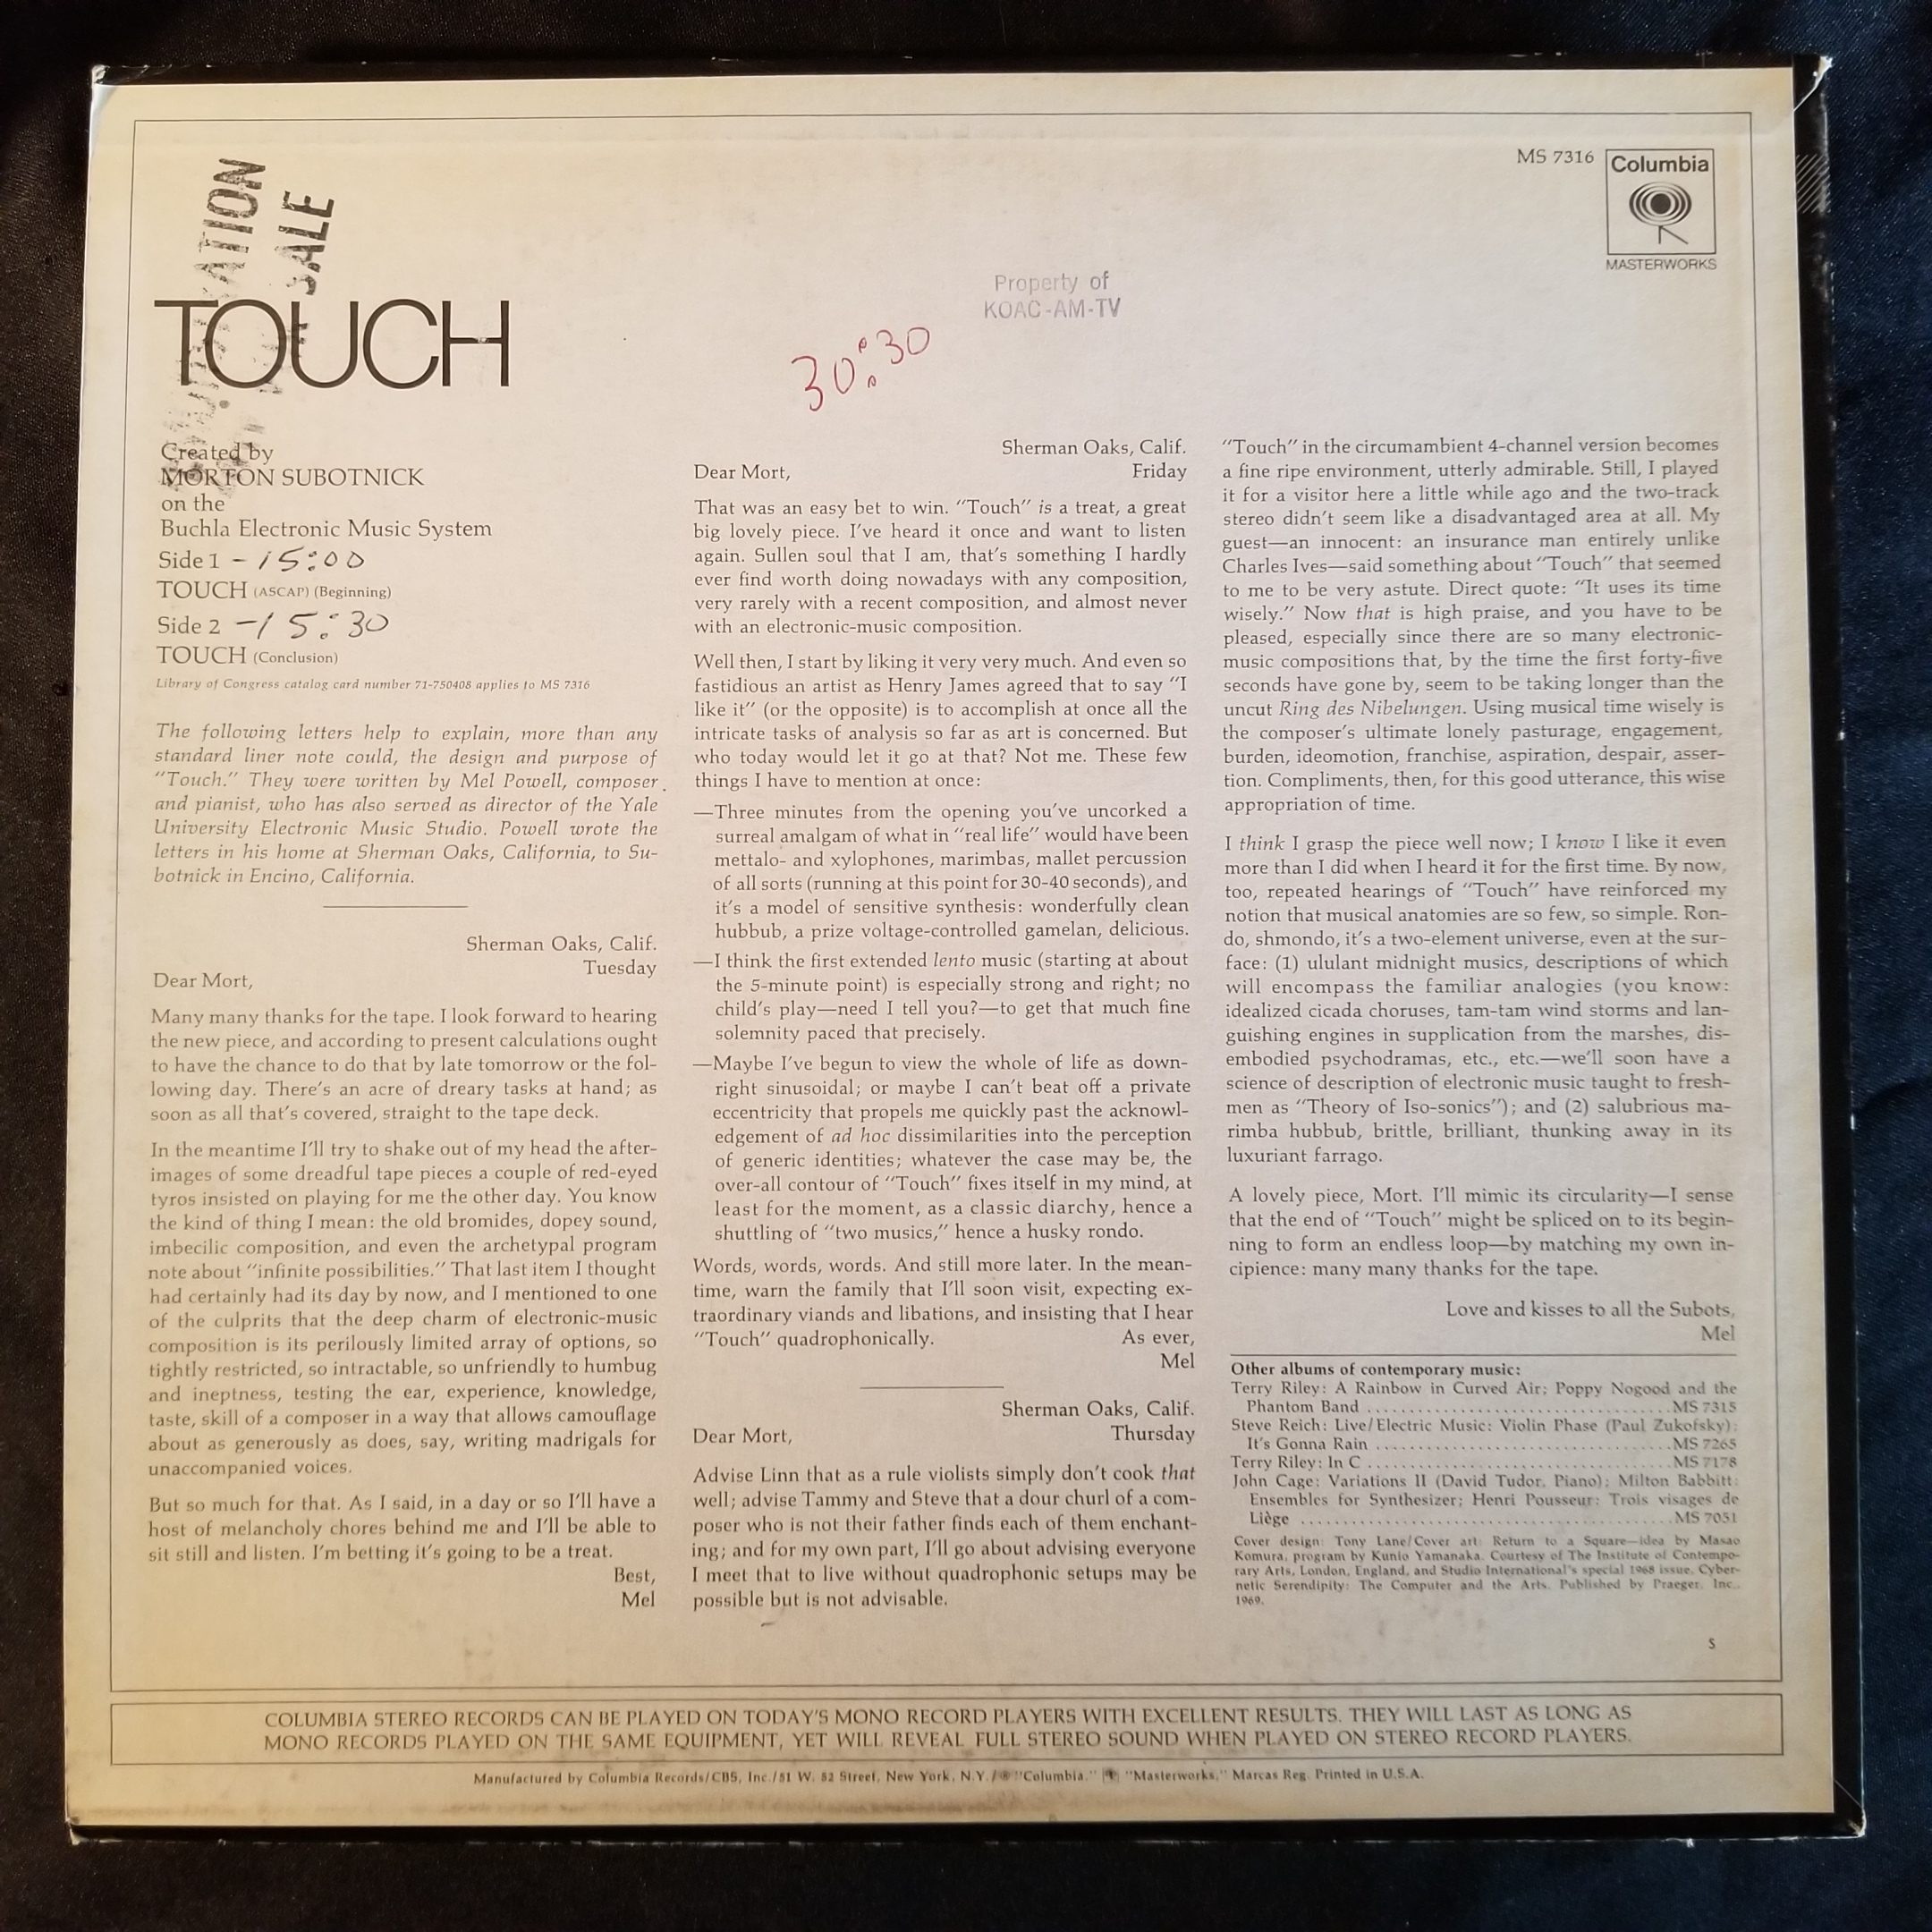 MS 7316
Columbia
MASTERWORKS
SALE
Property of
KOAC-AM-TV
30:30
TOUCH
Created by
MORTON SUBOTNICK
on the
Buchla Electronic Music System
Side 1 - 15:00
TOUCH (ASCAP) (Beginning)
Side 2 - 15:30
TOUCH (Conclusion)
Library of Congress catalog card number 71-750408 applies to MS 7316
The following letters help to explain, more than any
standard liner note could, the design and purpose of
“Touch.” They were written by Mel Powell, composer
and pianist, who has also served as director of the Yale
University Electronic Music Studio. Powell wrote the
letters in his home at Sherman Oaks, California, to Su-
botnick in Encino, California.
Sherman Oaks, Calif.
Tuesday
Dear Mort,
Many many thanks for the tape. I look forward to hearing
the new piece, and according to present calculations ought
to have the chance to do that by late tomorrow or the fol-
lowing day. There’s an acre of dreary tasks at hand; as
soon as all that’s covered, straight to the tape deck.
In the meantime I’ll try to shake out of my head the after-
images of some dreadful tape pieces a couple of red-eyed
tyros insisted on playing for me the other day. You know
the kind of thing I mean: the old bromides, dopey sound,
imbecilic composition, and even the archetypal program
note about “infinite possibilities.” That last item I thought
had certainly had its day by now, and I mentioned to one
of the culprits that the deep charm of electronic-music
composition is its perilously limited array of options, so
tightly restricted, so intractable, so unfriendly to humbug
and ineptness, testing the ear, experience, knowledge,
taste, skill of a composer in a way that allows camouflage
about as generously as does, say, writing madrigals for
unaccompanied voices.
But so much for that. As I said, in a day or so I’ll have a
host of melancholy chores behind me and I’ll be able to
sit still and listen. I’m betting it’s going to be a treat.
Best,
Mel
Sherman Oaks, Calif.
Dear Mort, Friday
That was an easy bet to win. “Touch” is a treat, a great
big lovely piece. I’ve heard it once and want to listen
again. Sullen soul that I am, that’s something I hardly
ever find worth doing nowadays with any composition,
very rarely with a recent composition, and almost never
with an electronic-music composition.
Well then, I start by liking it very very much. And even so
fastidious an artist as Henry James agreed that to say “I
like it” (or the opposite) is to accomplish at once all the
intricate tasks of analysis so far as art is concerned. But
who today would let it go at that? Not me. These few
things I have to mention at once:
—Three minutes from the opening you’ve uncorked a
surreal amalgam of what in “real life” would have been
mettalo- and xylophones, marimbas, mallet percussion
of all sorts (running at this point for 30-40 seconds), and
it’s a model of sensitive synthesis: wonderfully clean
hubbub, a prize voltage-controlled gamelan, delicious.
—I think the first extended lento music (starting at about
the 5-minute point) is especially strong and right; no
child’s play—need I tell you?—to get that much fine
solemnity paced that precisely.
—Maybe I’ve begun to view the whole of life as down-
right sinusoidal; or maybe I can’t beat off a private
eccentricity that propels me quickly past the acknowl-
edgement of ad hoc dissimilarities into the perception
of generic identities; whatever the case may be, the
over-all contour of “Touch” fixes itself in my mind, at
least for the moment, as a classic diarchy, hence a
shuttling of “two musics,” hence a husky rondo.
Words, words, words. And still more later. In the mean-
time, warn the family that I’ll soon visit, expecting ex-
traordinary viands and libations, and insisting that I hear
“Touch” quadrophonically. As ever,
Mel
Sherman Oaks, Calif.
Dear Mort, Thursday
Advise Linn that as a rule violists simply don’t cook that
well; advise Tammy and Steve that a dour churl of a com-
poser who is not their father finds each of them enchant-
ing; and for my own part, I’ll go about advising everyone
I meet that to live without quadrophonic setups may be
possible but is not advisable.
“Touch” in the circumambient 4-channel version becomes
a fine ripe environment, utterly admirable. Still, I played
it for a visitor here a little while ago and the two-track
stereo didn’t seem like a disadvantaged area at all. My
guest—an innocent: an insurance man entirely unlike
Charles Ives—said something about “Touch” that seemed
to me to be very astute. Direct quote: “It uses its time
wisely.” Now that is high praise, and you have to be
pleased, especially since there are so many electronic-
music compositions that, by the time the first forty-five
seconds have gone by, seem to be taking longer than the
uncut Ring des Nibelungen. Using musical time wisely is
the composer’s ultimate lonely pasturage, engagement,
burden, ideomotion, franchise, aspiration, despair, asser-
tion. Compliments, then, for this good utterance, this wise
appropriation of time.
I think I grasp the piece well now; I know I like it even
more than I did when I heard it for the first time. By now,
too, repeated hearings of “Touch” have reinforced my
notion that musical anatomies are so few, so simple. Ron-
do, shmondo, it’s a two-element universe, even at the sur-
face: (1) ululant midnight musics, descriptions of which
will encompass the familiar analogies (you know:
idealized cicada choruses, tam-tam wind storms and lan-
guishing engines in supplication from the marshes, dis-
embodied psychodramas, etc., etc.—we’ll soon have a
science of description of electronic music taught to fresh-
men as “Theory of Iso-sonics”); and (2) salubrious ma-
rimba hubbub, brittle, brilliant, thunking away in its
luxuriant farrago.
A lovely piece, Mort. I’ll mimic its circularity—I sense
that the end of “Touch” might be spliced on to its begin-
ning to form an endless loop—by matching my own in-
cipience: many many thanks for the tape.
Love and kisses to all the Subots,
Mel
Other albums of contemporary music:
Terry Riley: A Rainbow in Curved Air; Poppy Nogood and the
Phantom Band ................................ MS 7315
Steve Reich: Live/Electric Music: Violin Phase (Paul Zukofsky);
It’s Gonna Rain ................................ MS 7265
Terry Riley: In C ................................ MS 7178
John Cage: Variations II (David Tudor, Piano); Milton Babbitt:
Ensembles for Synthesizer; Henri Pousseur: Trois visages de
Liège ................................ MS 7051
Cover design: Tony Lane/Cover art: Return to a Square—idea by Masao
Komura, program by Kunio Yamanaka. Courtesy of The Institute of Contempo-
rary Arts, London, England, and Studio International’s special 1968 issue, Cyber-
netic Serendipity: The Computer and the Arts. Published by Praeger, Inc.,
1969.
S
COLUMBIA STEREO RECORDS CAN BE PLAYED ON TODAY’S MONO RECORD PLAYERS WITH EXCELLENT RESULTS. THEY WILL LAST AS LONG AS
MONO RECORDS PLAYED ON THE SAME EQUIPMENT, YET WILL REVEAL FULL STEREO SOUND WHEN PLAYED ON STEREO RECORD PLAYERS.
Manufactured by Columbia Records/CBS, Inc./51 W. 52 Street, New York, N.Y./® “Columbia,” “Masterworks,” Marcas Reg. Printed in U.S.A.